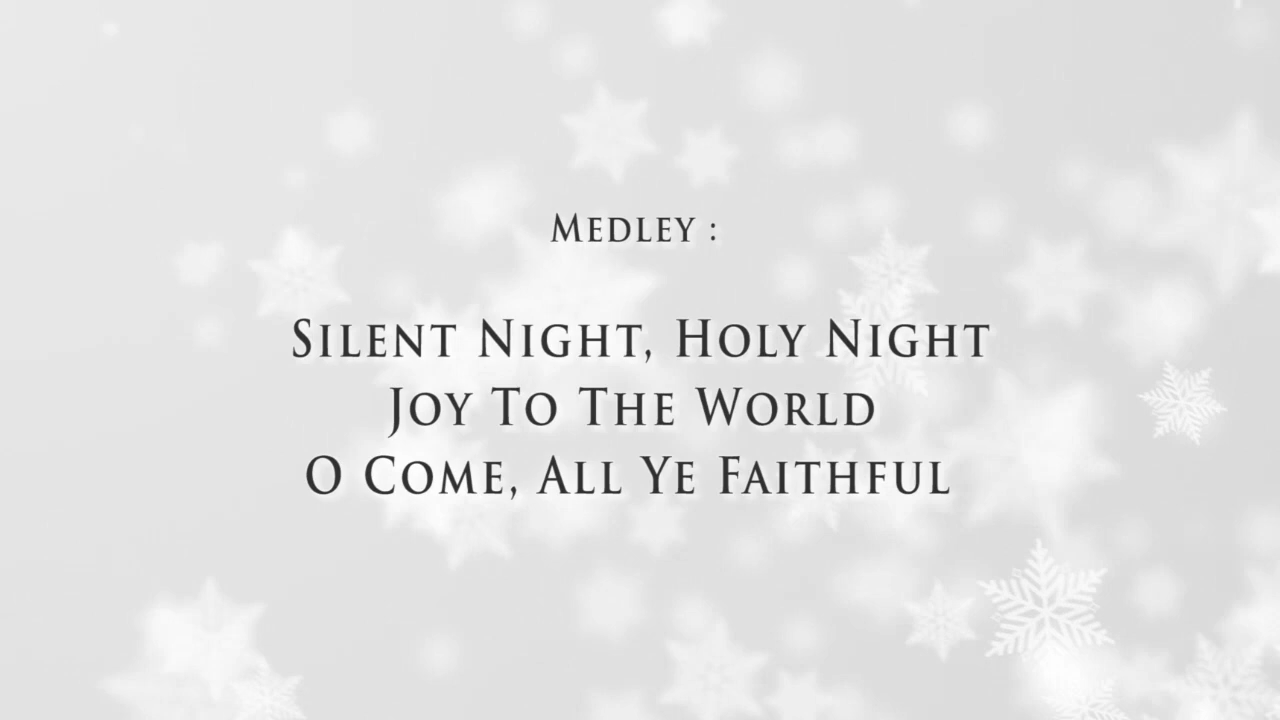 Medley :
Silent Night, Holy Night
Joy To The World
O Come, All Ye Faithful